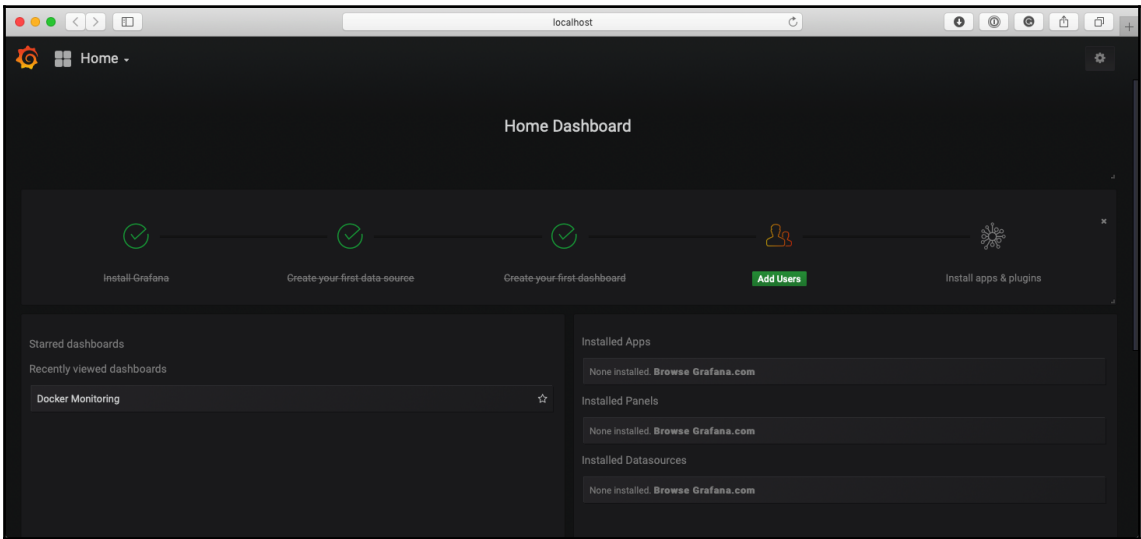 localhost
Home
Home Dashboard
Install Grafana
Create your first data source
Create your first dashboard
Add Users
Install apps & plugins
Starred dashboards
Recently viewed dashboards
Docker Monitoring
Installed Apps
None installed. Browse Grafana.com
Installed Panels
None installed. Browse Grafana.com
Installed Datasources
None installed. Browse Grafana.com